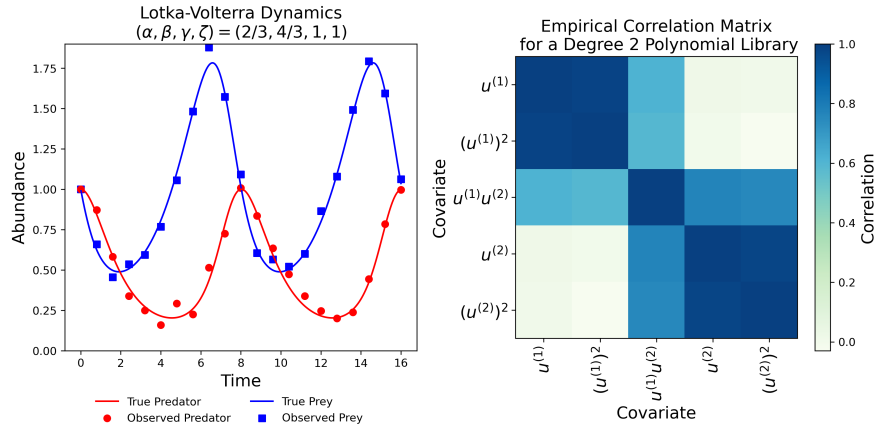 Lotka-Volterra Dynamics
(α, β, γ, ζ) = (2/3, 4/3, 1, 1)
Abundance
1.75
1.50
1.25
1.00
0.75
0.50
0.25
0.00
0 2 4 6 8 10 12 14 16
Time
True Predator
Observed Predator
True Prey
Observed Prey
Empirical Correlation Matrix
for a Degree 2 Polynomial Library
Covariate
u⁽¹⁾
(u⁽¹⁾)²
u⁽¹⁾u⁽²⁾
u⁽²⁾
(u⁽²⁾)²
u⁽¹⁾
(u⁽¹⁾)²
u⁽¹⁾u⁽²⁾
u⁽²⁾
(u⁽²⁾)²
Covariate
1.0
0.8
0.6
0.4
0.2
0.0
Correlation